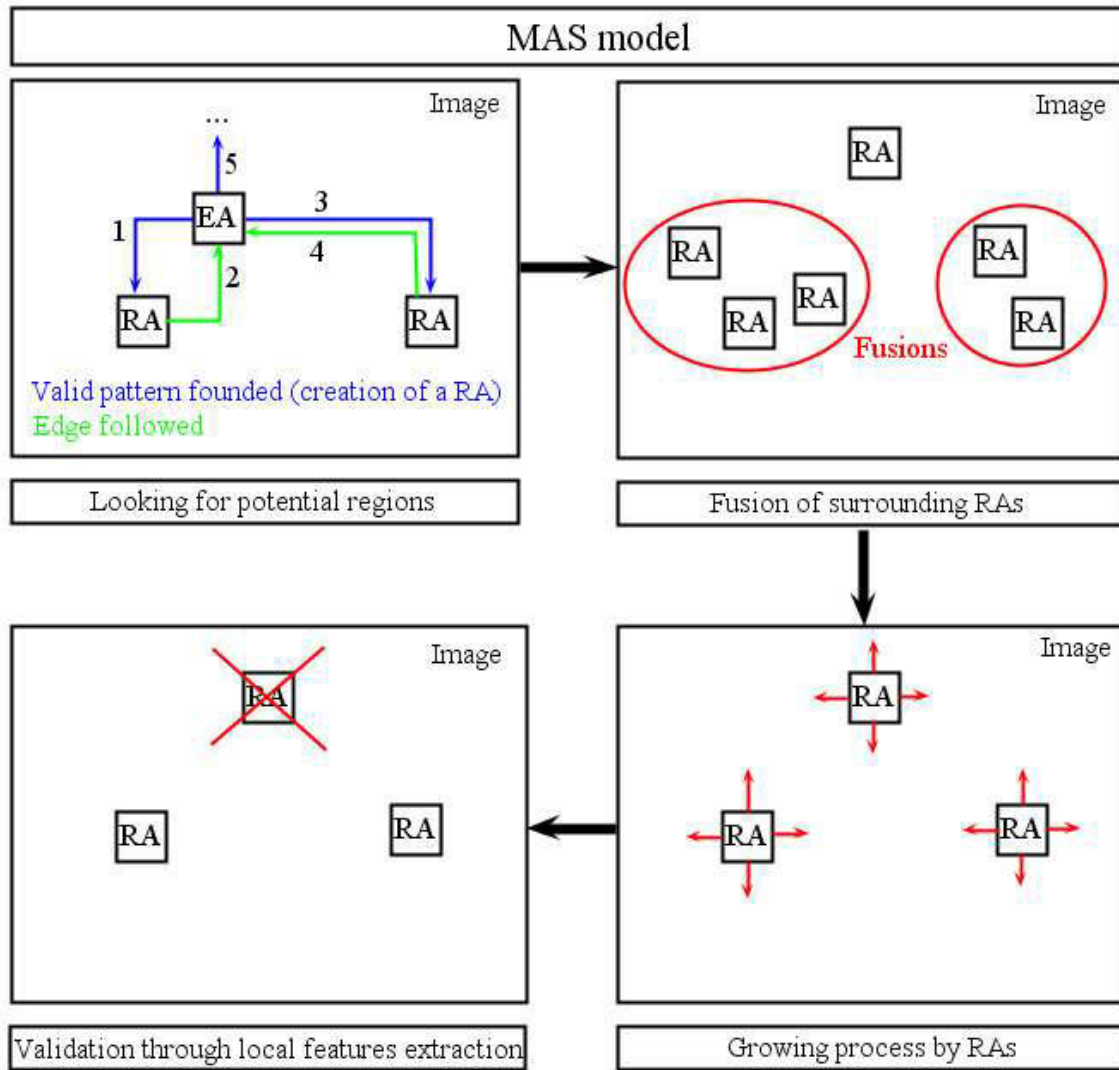 MAS model
Image
...
5
EA
1
3
4
2
RA
RA
Valid pattern founded (creation of a RA)
Edge followed
Looking for potential regions
Image
RA
RA
RA
RA
RA
RA
Fusions
Fusion of surrounding RAs
Image
RA
RA
RA
Growing process by RAs
Image
RA
RA
RA
Validation through local features extraction